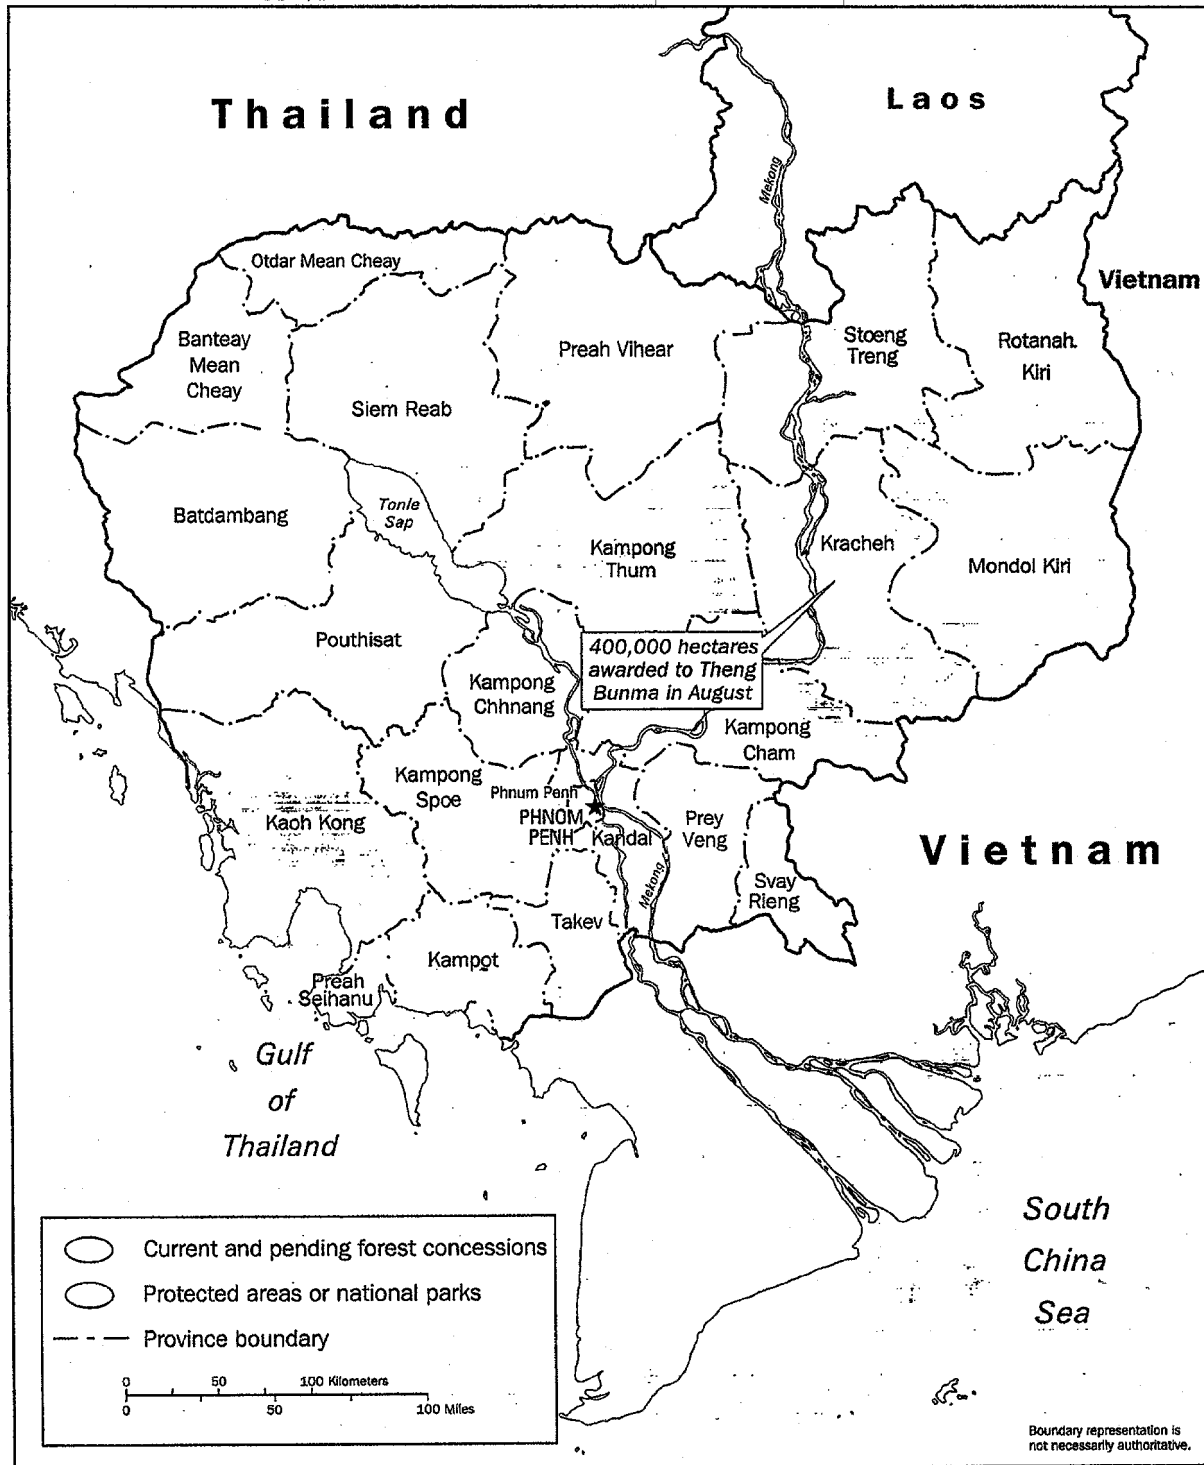 Thailand
Laos
Mekong
Vietnam
Otdar Mean Cheay
Banteay
Mean
Cheay
Siem Reab
Preah Vihear
Stoeng
Treng
Rotanah.
Kiri
Batdambang
Tonle
Sap
Kampong
Thum
Kracheh
Mondol Kiri
Pouthisat
400,000 hectares
awarded to Theng
Bunma in August
Kampong
Chhnang
Kampong
Cham
Kampong
Spoe
Phnum Penh
PHNOM
PENH
Kandal
Prey
Veng
Kaoh Kong
Mekong
Svay
Rieng
Vietnam
Takev
Kampot
Preah
Seihanu
Gulf
of
Thailand
South
China
Sea
Current and pending forest concessions
Protected areas or national parks
Province boundary
0 50 100 Kilometers
0 50 100 Miles
Boundary representation is
not necessarily authoritative.